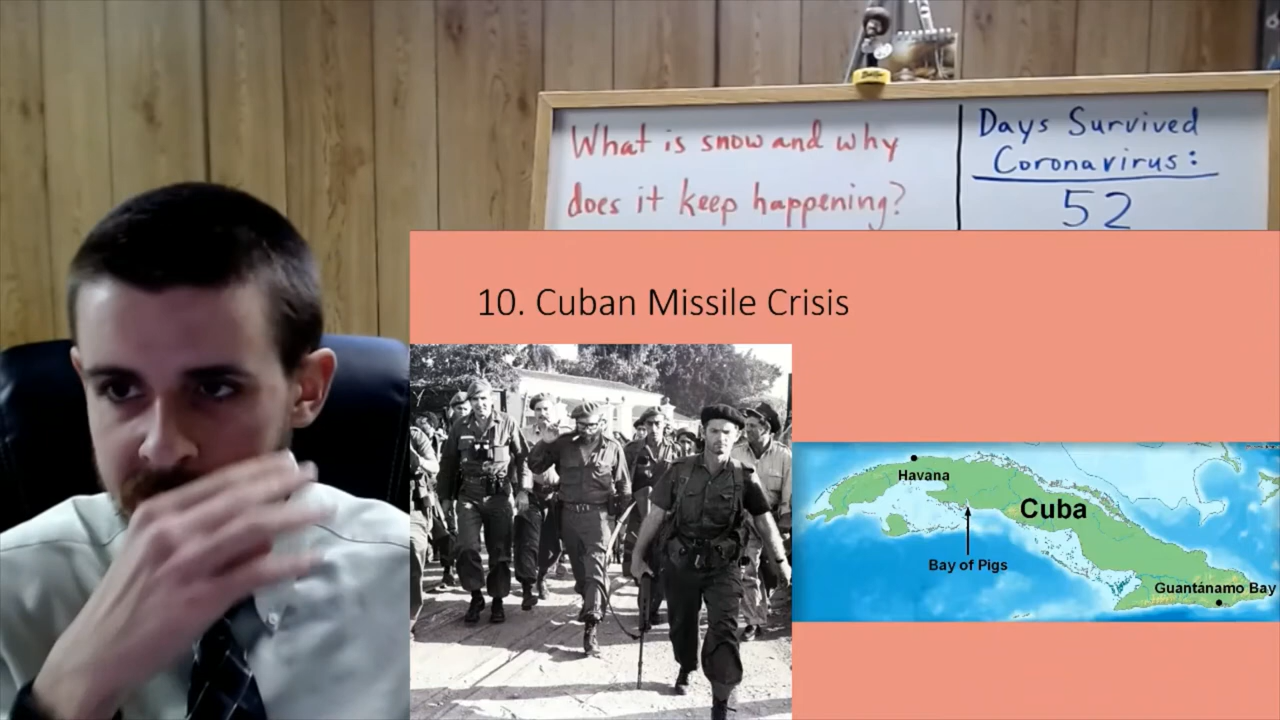 What is snow and why
does it keep happening?
Days Survived
Coronavirus:
52
10. Cuban Missile Crisis
Havana
Cuba
Bay of Pigs
Guantánamo Bay